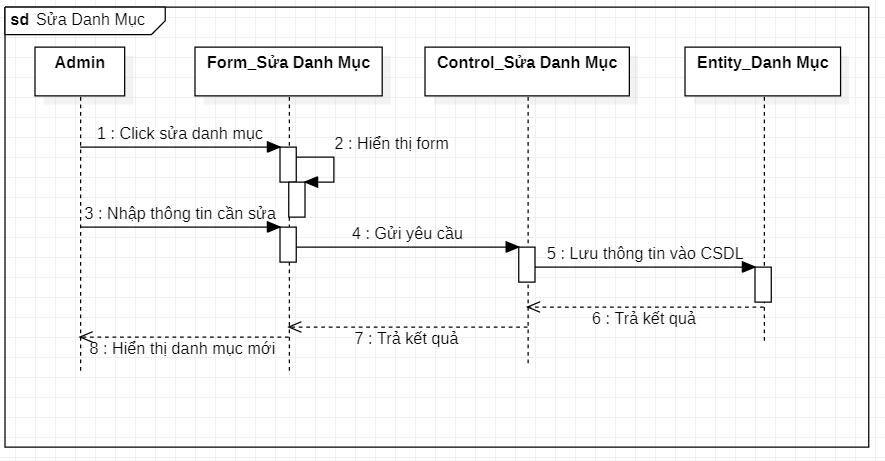 sd Sửa Danh Mục
Admin
Form_Sửa Danh Mục
Control_Sửa Danh Mục
Entity_Danh Mục
1 : Click sửa danh mục
2 : Hiển thị form
3 : Nhập thông tin cần sửa
4 : Gửi yêu cầu
5 : Lưu thông tin vào CSDL
6 : Trả kết quả
7 : Trả kết quả
8 : Hiển thị danh mục mới